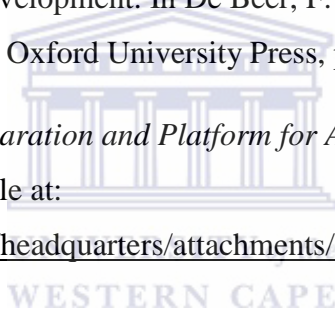 velopment. In De Beer, F.
Oxford University Press,
aration and Platform for A
le at:
headquarters/attachments/
WESTERN CAPE